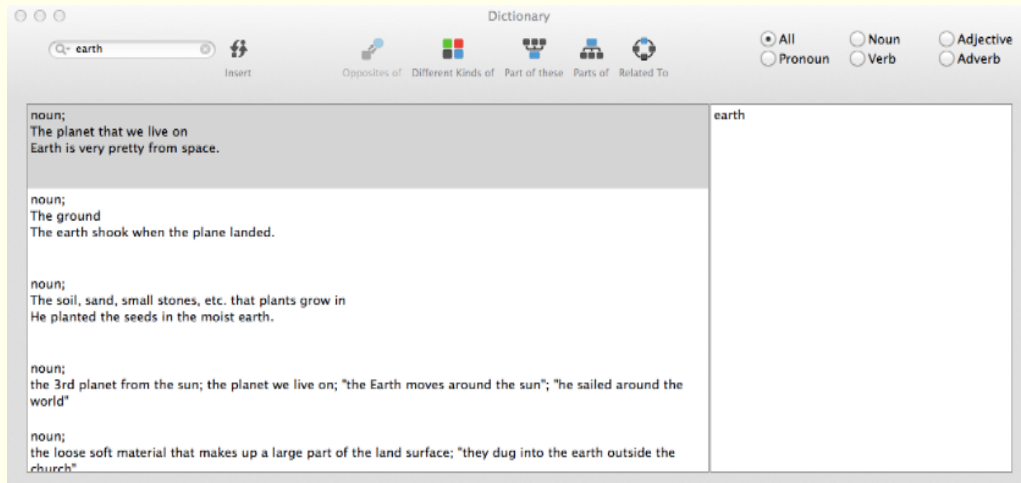 Dictionary
earth
Insert
Opposites of
Different Kinds of
Part of these
Parts of
Related To
All
Noun
Adjective
Pronoun
Verb
Adverb
noun;
The planet that we live on
Earth is very pretty from space.
noun;
The ground
The earth shook when the plane landed.
noun;
The soil, sand, small stones, etc. that plants grow in
He planted the seeds in the moist earth.
noun;
the 3rd planet from the sun; the planet we live on; "the Earth moves around the sun"; "he sailed around the
world"
noun;
the loose soft material that makes up a large part of the land surface; "they dug into the earth outside the
church"
earth